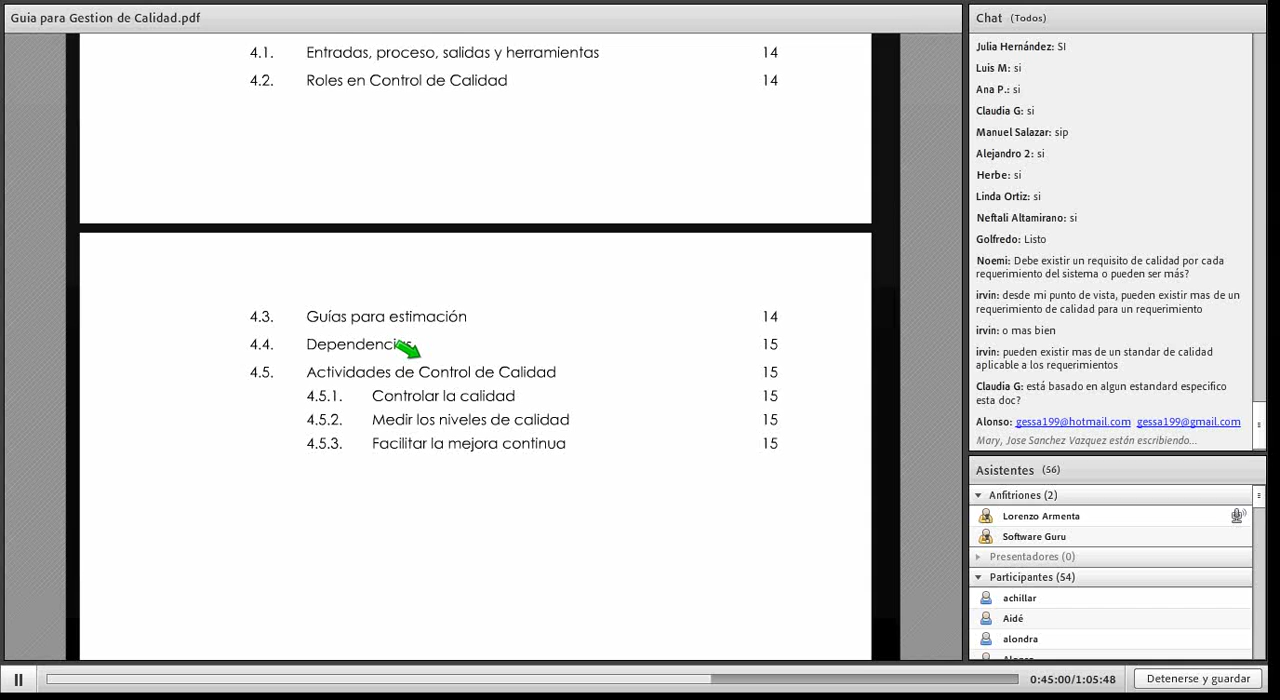 Guia para Gestion de Calidad.pdf
4.1. Entradas, proceso, salidas y herramientas 14
4.2. Roles en Control de Calidad 14
4.3. Guías para estimación 14
4.4. 15
4.5. Actividades de Control de Calidad 15
4.5.1. Controlar la calidad 15
4.5.2. Medir los niveles de calidad 15
4.5.3. Facilitar la mejora continua 15
Chat (Todos)
Julia Hernández: SI
Luis M: si
Ana P.: si
Claudia G: si
Manuel Salazar: sip
Alejandro 2: si
Herbe: si
Linda Ortiz: si
Neftali Altamirano: si
Golfredo: Listo
Noemi: Debe existir un requisito de calidad por cada
requerimiento del sistema o pueden ser más?
irvin: desde mi punto de vista, pueden existir mas de un
requerimiento de calidad para un requerimiento
irvin: o mas bien
irvin: pueden existir mas de un standar de calidad
aplicable a los requerimientos
Claudia G: está basado en algun estandard especifico
esta doc?
Alonso: gessa199@hotmail.com gessa199@gmail.com
Mary, Jose Sanchez Vazquez están escribiendo...
Asistentes (56)
Anfitriones (2)
Lorenzo Armenta
Software Guru
Presentadores (0)
Participantes (54)
achillar
Aidé
alondra
0:45:00/1:05:48
Detenerse y guardar